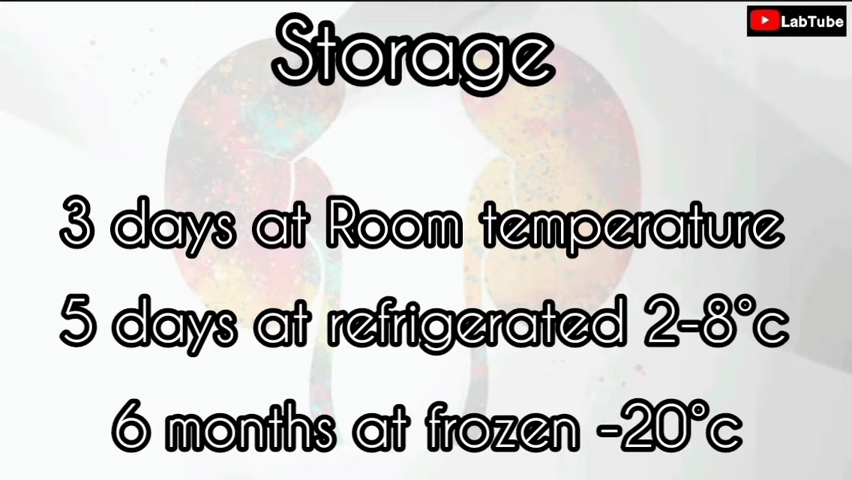 LabTube
Storage
3 days at Room temperature
5 days at refrigerated 2-8°c
6 months at frozen -20°c